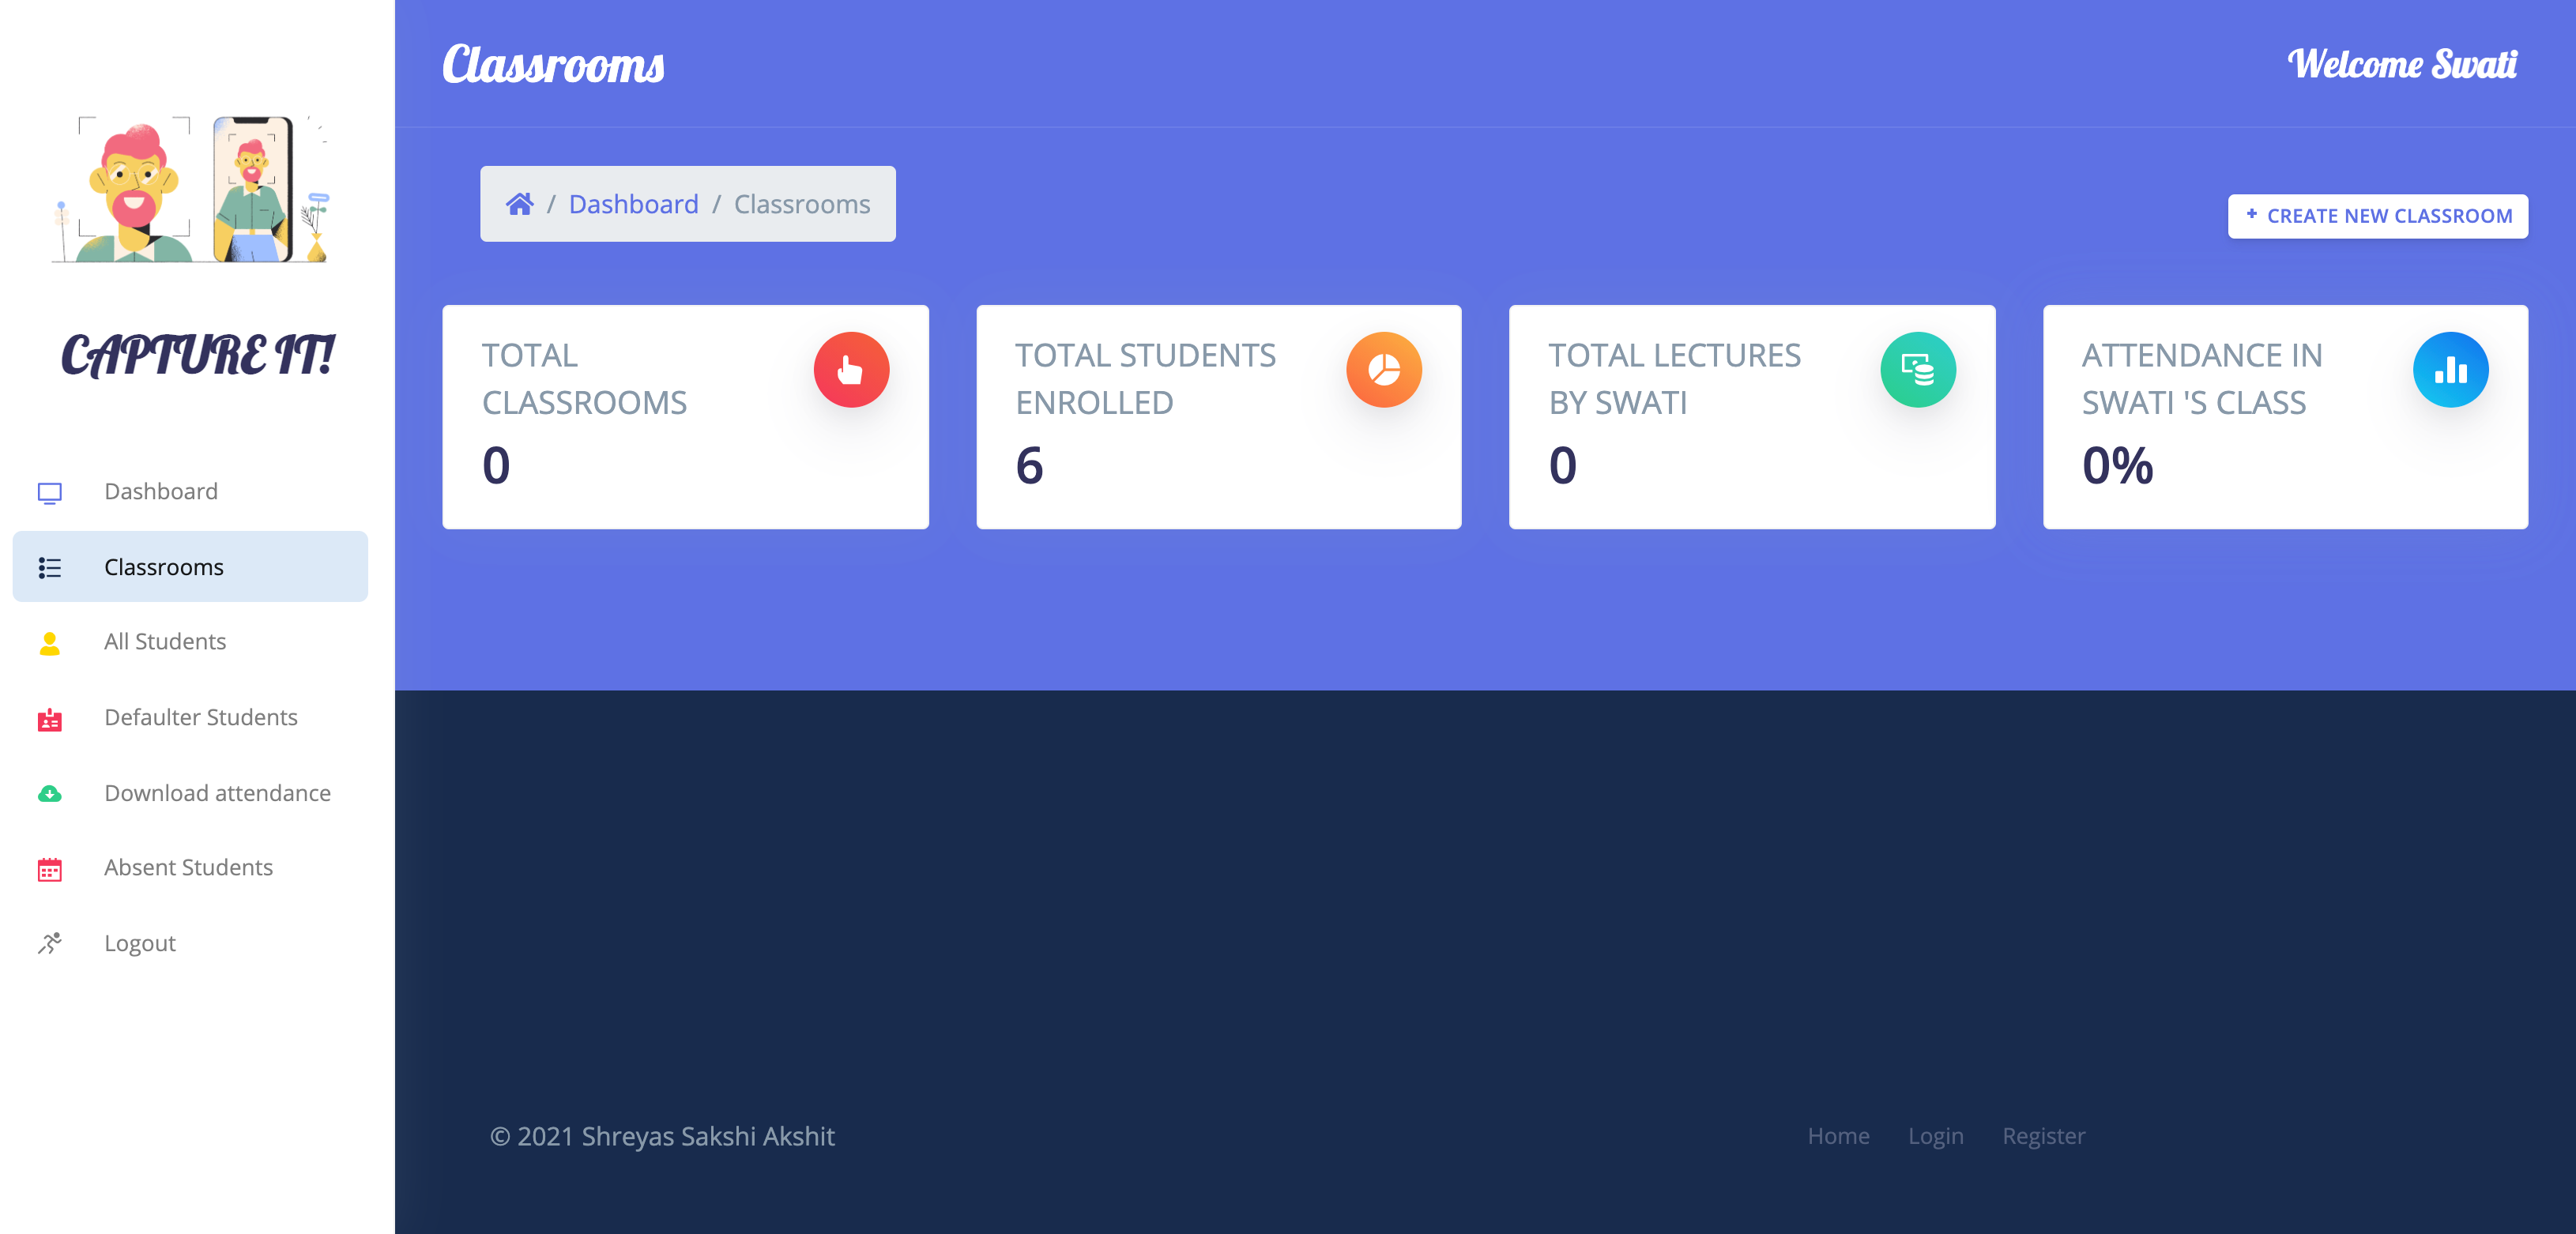 CAPTURE IT!
Dashboard
Classrooms
All Students
Defaulter Students
Download attendance
Absent Students
Logout
Classrooms
Welcome Swati
/ Dashboard / Classrooms
+ CREATE NEW CLASSROOM
TOTAL
CLASSROOMS
0
TOTAL STUDENTS
ENROLLED
6
TOTAL LECTURES
BY SWATI
0
ATTENDANCE IN
SWATI 'S CLASS
0%
© 2021 Shreyas Sakshi Akshit
Home Login Register